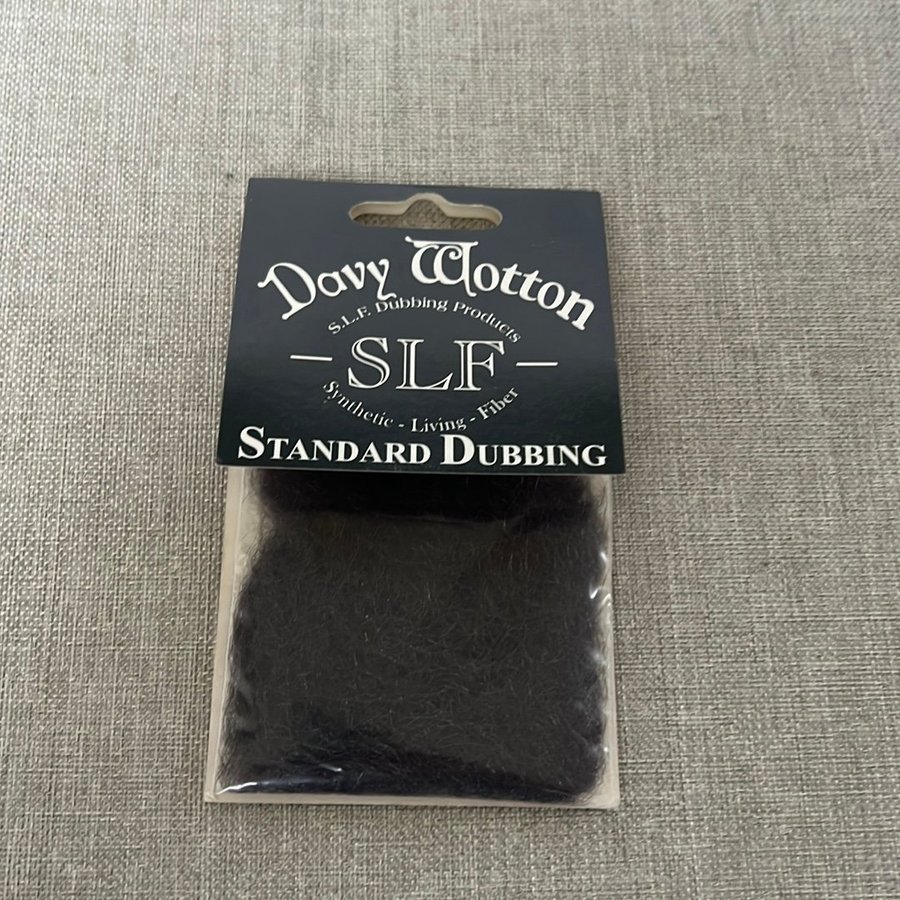 Davy Wotton
S.L.F. Dubbing Products
— SLF —
Synthetic - Living - Fiber
STANDARD DUBBING